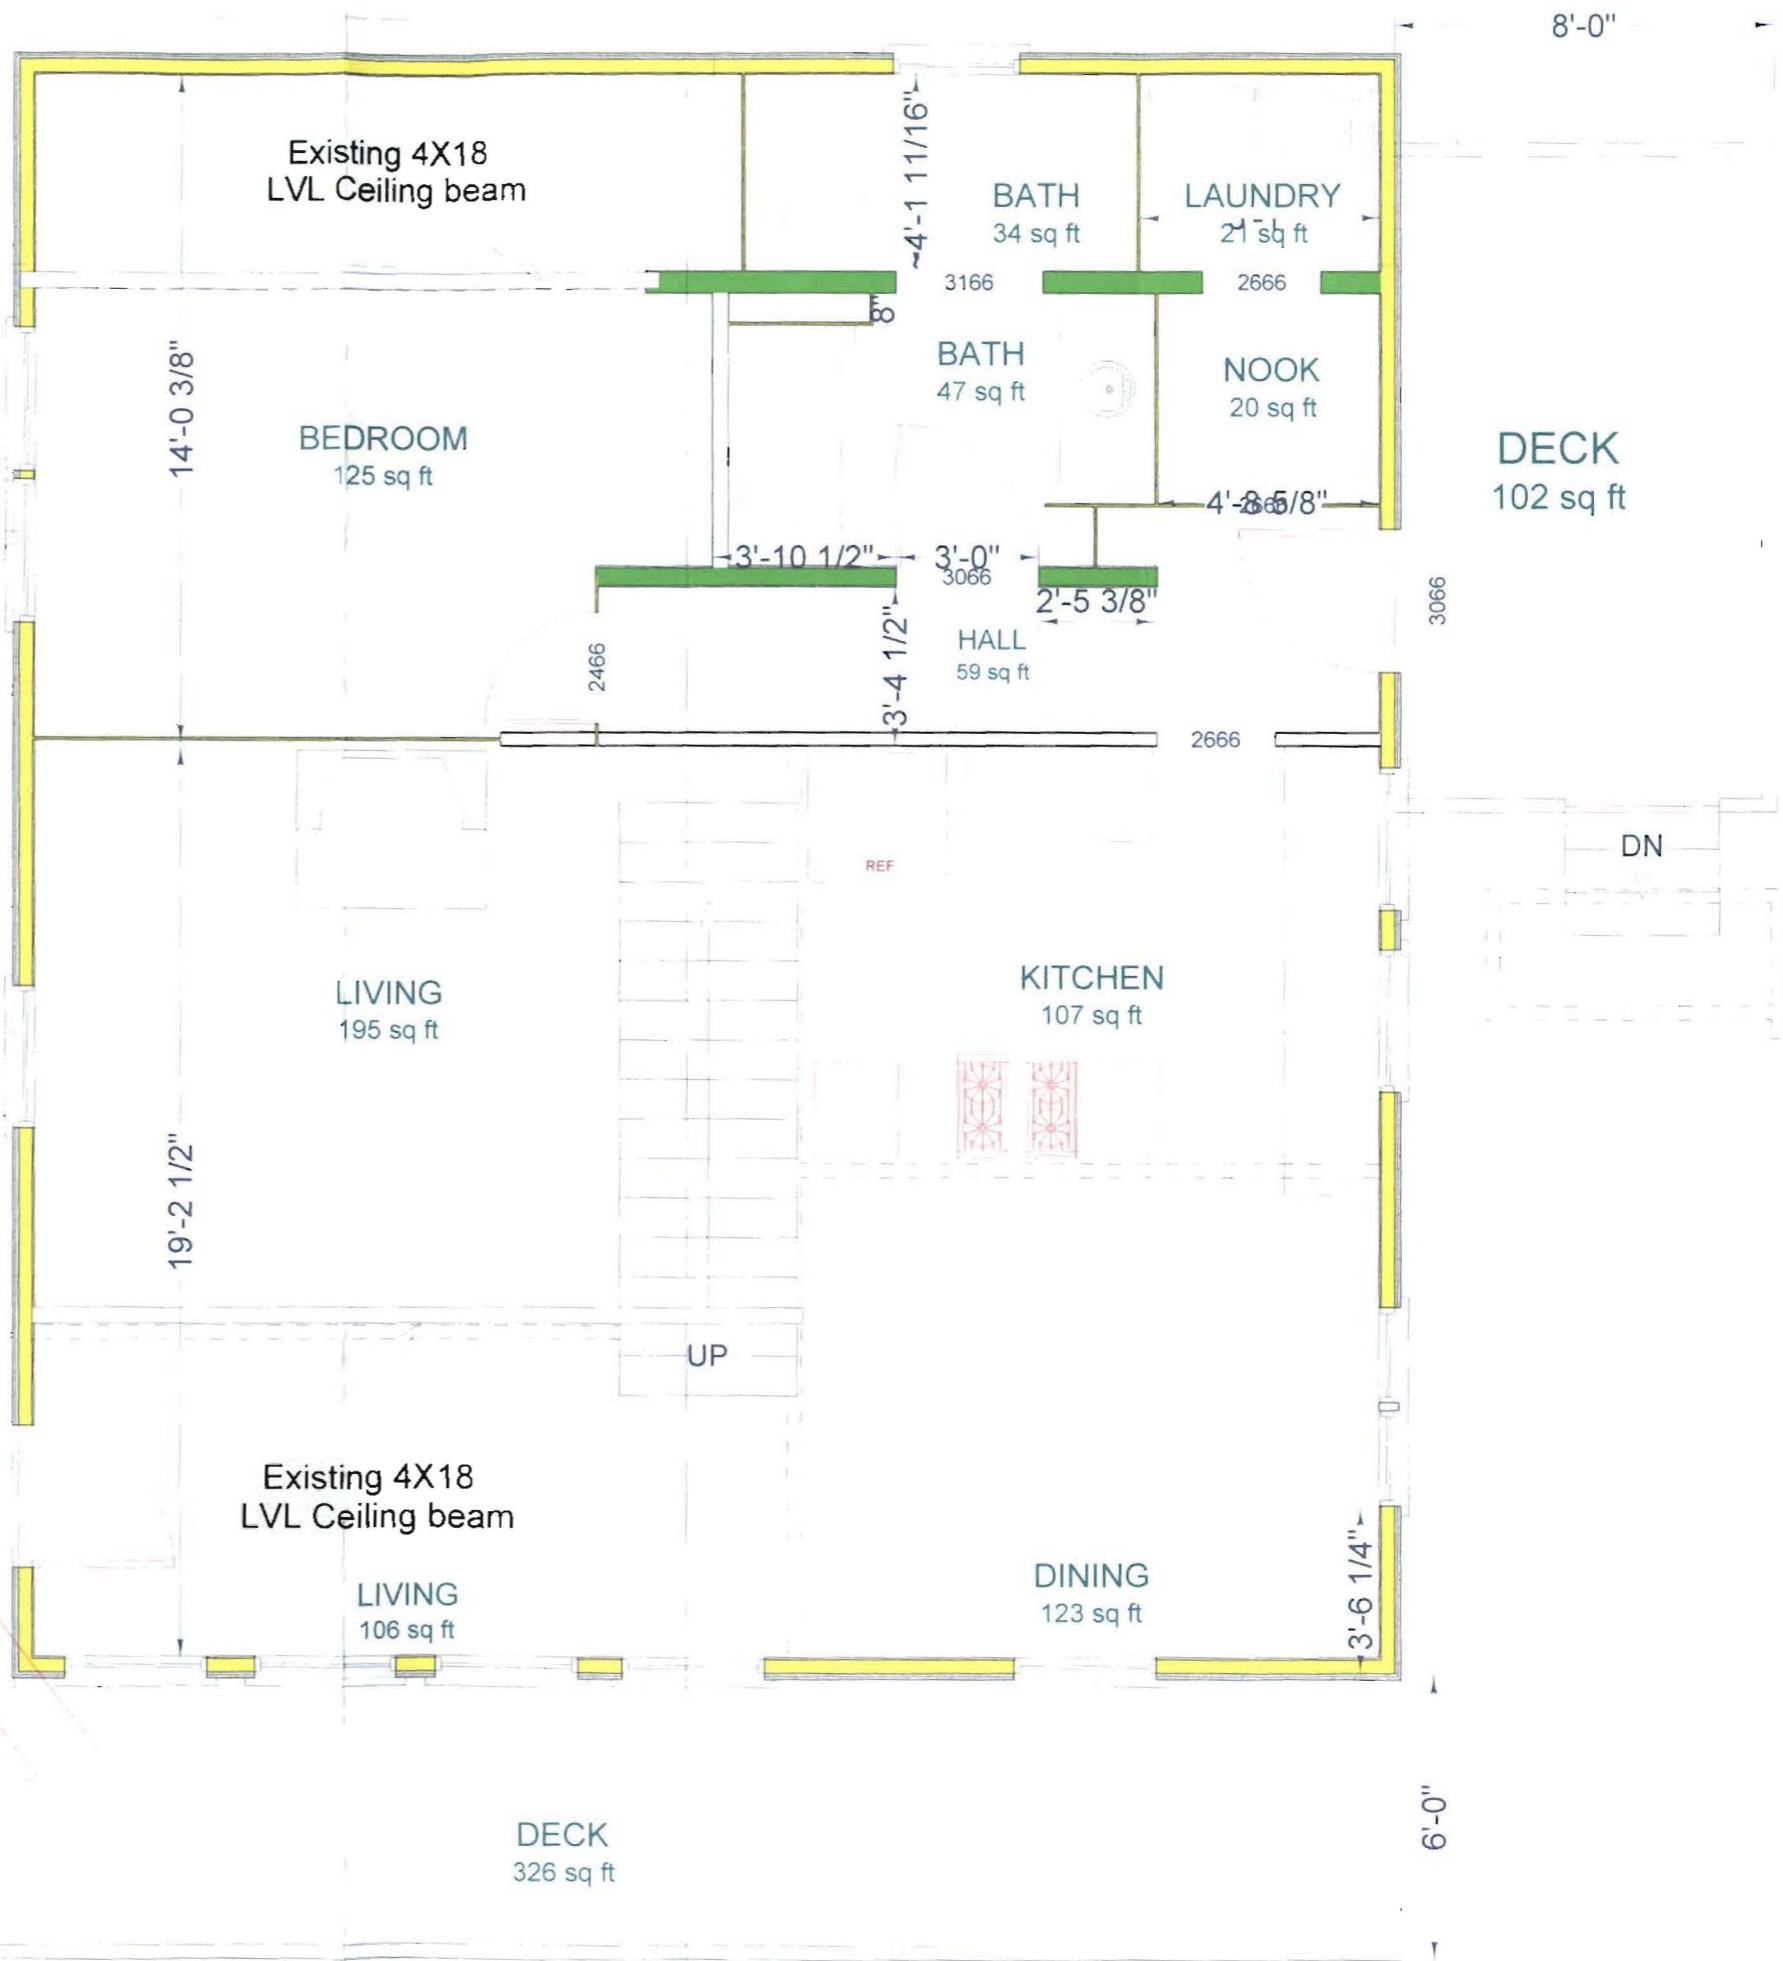 8'-0"
Existing 4X18
LVL Ceiling beam
4'-1 11/16"
BATH
34 sq ft
LAUNDRY
21 sq ft
3166
2666
8"
BATH
47 sq ft
NOOK
20 sq ft
14'-0 3/8"
BEDROOM
125 sq ft
DECK
102 sq ft
4'-8 5/8"
3'-10 1/2"
3'-0"
3066
2'-5 3/8"
3066
2466
3'-4 1/2"
HALL
59 sq ft
2666
REF
DN
LIVING
195 sq ft
KITCHEN
107 sq ft
19'-2 1/2"
UP
Existing 4X18
LVL Ceiling beam
LIVING
106 sq ft
DINING
123 sq ft
3'-6 1/4"
DECK
326 sq ft
6'-0"